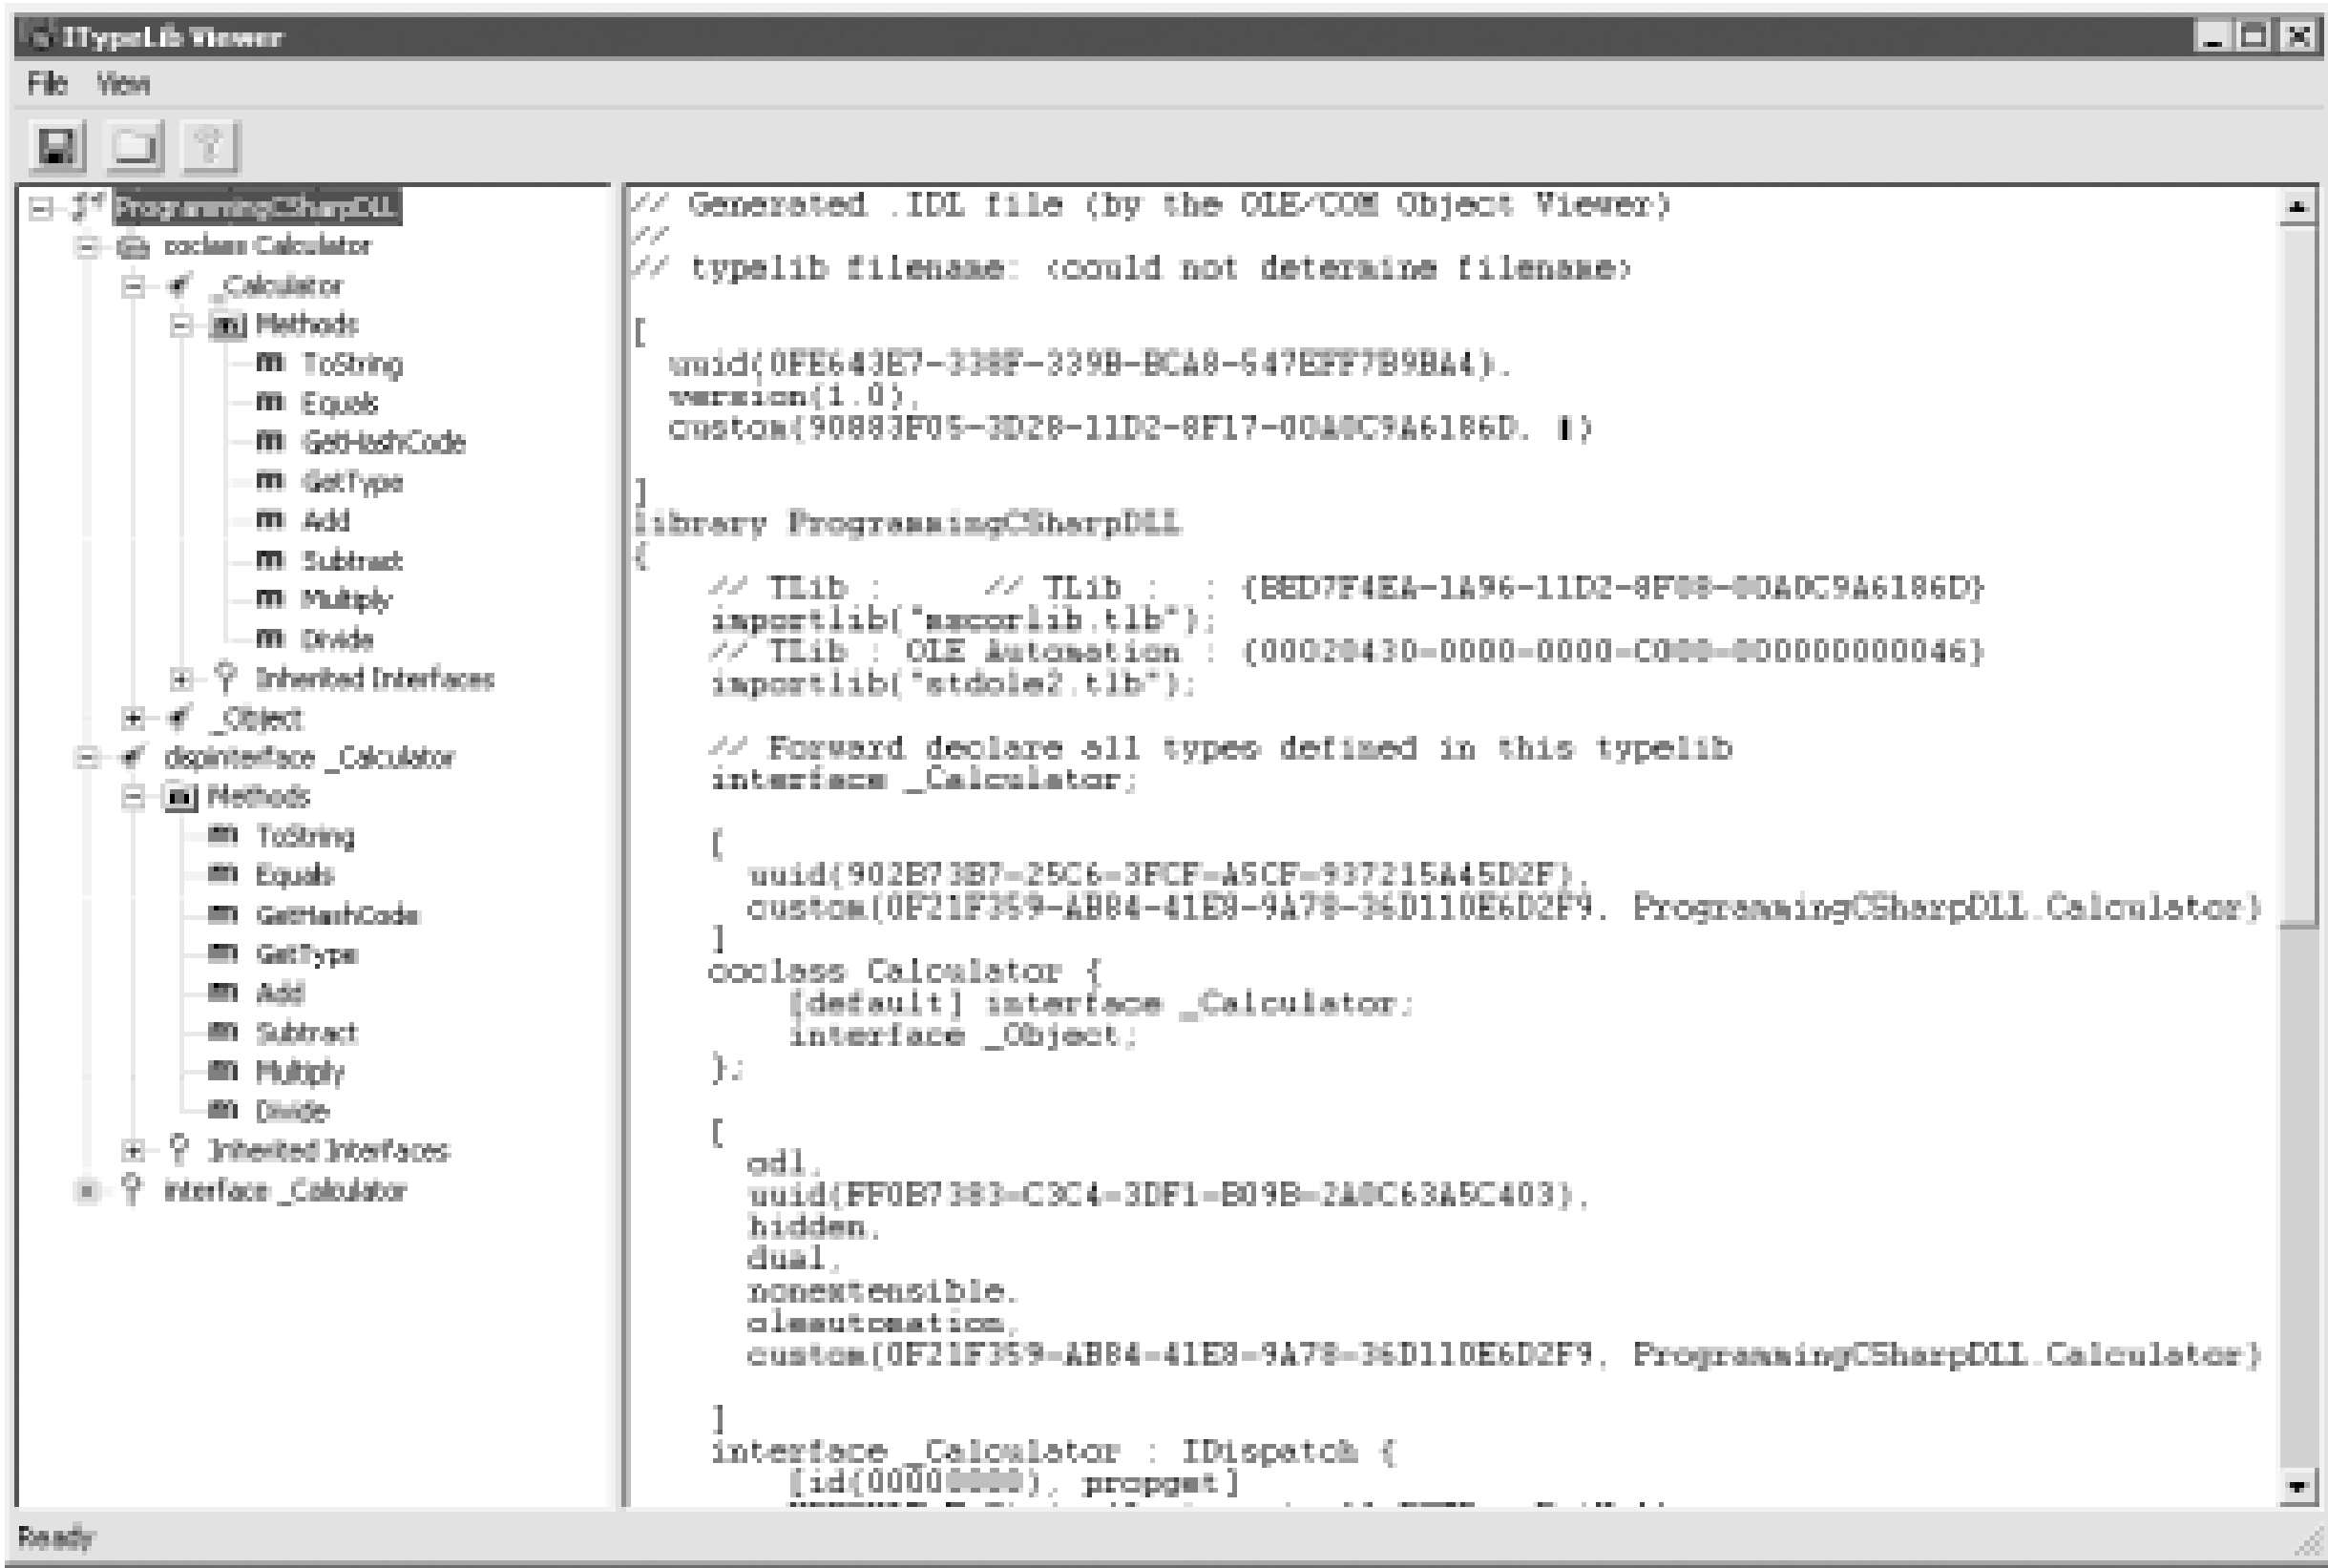 ITypeLib Viewer
File View
ProgrammingCSharpDLL
coclass Calculator
_Calculator
Methods
ToString
Equals
GetHashCode
GetType
Add
Subtract
Multiply
Divide
Inherited Interfaces
_Object
dispinterface _Calculator
Methods
ToString
Equals
GetHashCode
GetType
Add
Subtract
Multiply
Divide
Inherited Interfaces
interface _Calculator
// Generated .IDL file (by the OLE/COM Object Viewer)
//
// typelib filename: <could not determine filename>
[
uuid(0FE643E7-338F-339B-BCA8-547EFF7B9BA4),
version(1.0),
custom(90883F05-3D28-11D2-8F17-00A0C9A6186D, )
]
library ProgrammingCSharpDLL
{
// TLib :     // TLib :  : {BED7F4EA-1A96-11D2-8F08-00A0C9A6186D}
importlib("mscorlib.tlb");
// TLib : OLE Automation : {00020430-0000-0000-C000-000000000046}
importlib("stdole2.tlb");
// Forward declare all types defined in this typelib
interface _Calculator;
[
uuid(902B73B7-25C6-3FCF-A5CF-937215A45D2F),
custom(0F21F359-AB84-41E8-9A78-36D110E6D2F9, ProgrammingCSharpDLL.Calculator)
]
coclass Calculator {
[default] interface _Calculator;
interface _Object;
};
[
odl,
uuid(FF0B7383-C3C4-3DF1-B09B-2A0C63A5C403),
hidden,
dual,
nonextensible,
oleautomation,
custom(0F21F359-AB84-41E8-9A78-36D110E6D2F9, ProgrammingCSharpDLL.Calculator)
]
interface _Calculator : IDispatch {
[id(00000000), propget]
Ready